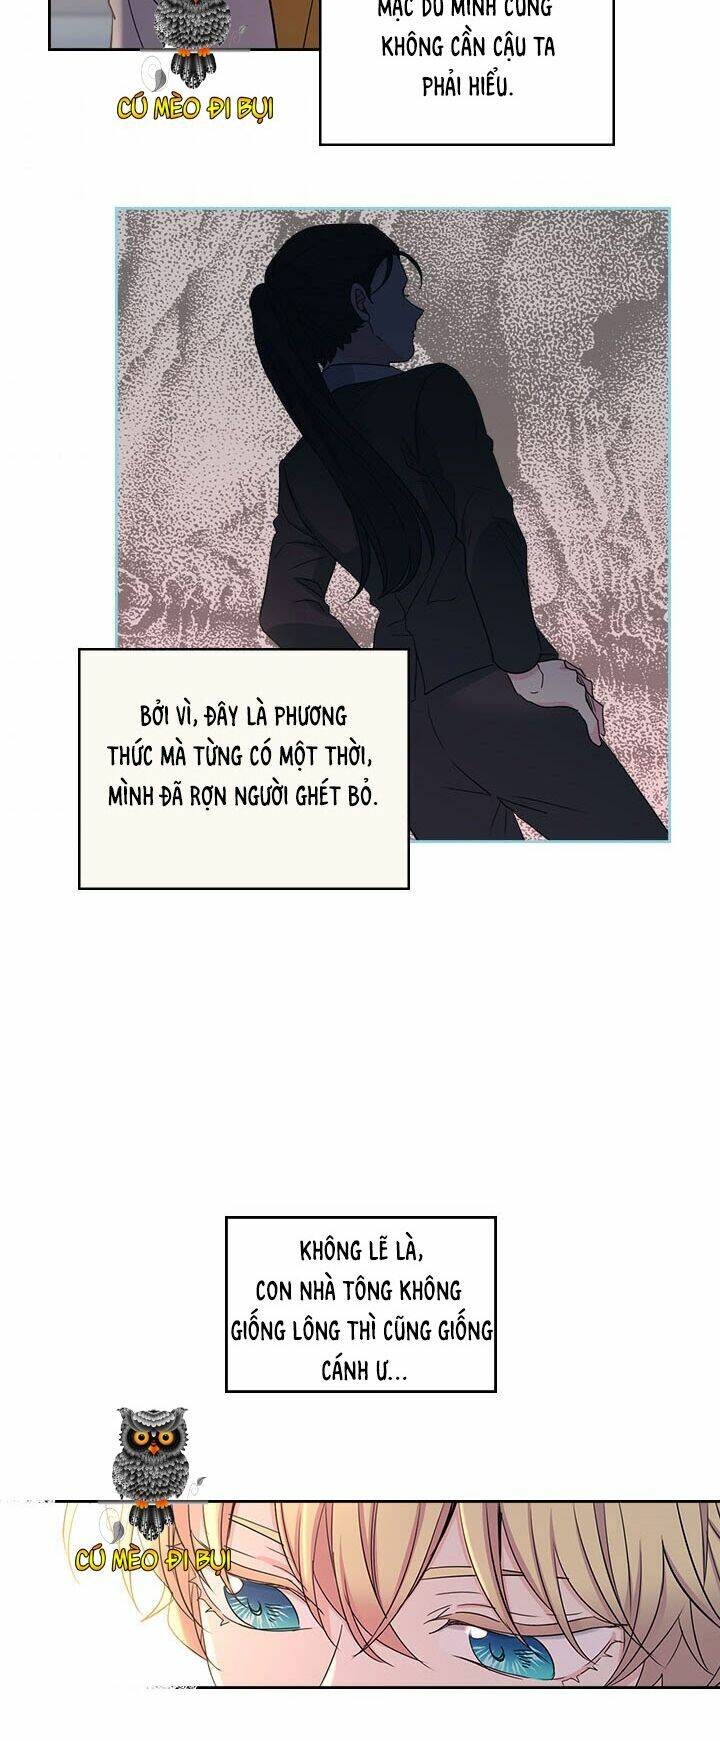 MẶC DÙ MÌNH CŨNG
KHÔNG CẦN CẬU TA
PHẢI HIỂU.
CÚ MÈO ĐI BỤI
BỞI VÌ, ĐÂY LÀ PHƯƠNG
THỨC MÀ TỪNG CÓ MỘT THỜI,
MÌNH ĐÃ RỢN NGƯỜI GHÉT BỎ.
KHÔNG LẼ LÀ,
CON NHÀ TÔNG KHÔNG
GIỐNG LÔNG THÌ CŨNG GIỐNG
CÁNH Ư...
CÚ MÈO ĐI BỤI